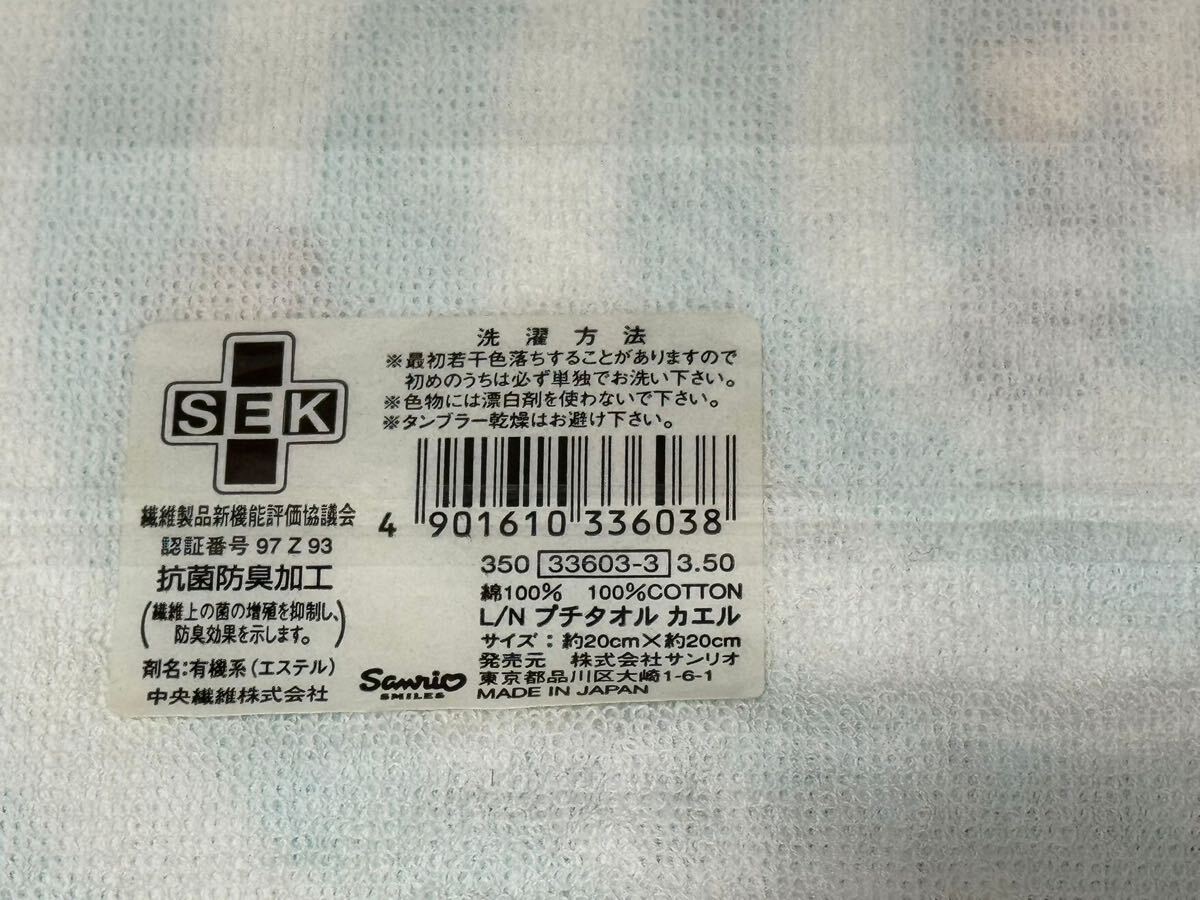 SEK
繊維製品新機能評価協議会
認証番号 97 Z 93
抗菌防臭加工
(繊維上の菌の増殖を抑制し、
防臭効果を示します。)
剤名:有機系(エステル)
中央繊維株式会社
洗濯方法
※最初若干色落ちすることがありますので
初めのうちは必ず単独でお洗い下さい。
※色物には漂白剤を使わないで下さい。
※タンブラー乾燥はお避け下さい。
4 901610 336038
350 33603-3 3.50
綿100% 100%COTTON
L/N プチタオル カエル
サイズ:約20cm×約20cm
発売元 株式会社サンリオ
東京都品川区大崎1-6-1
MADE IN JAPAN
Sanrio
SMILES